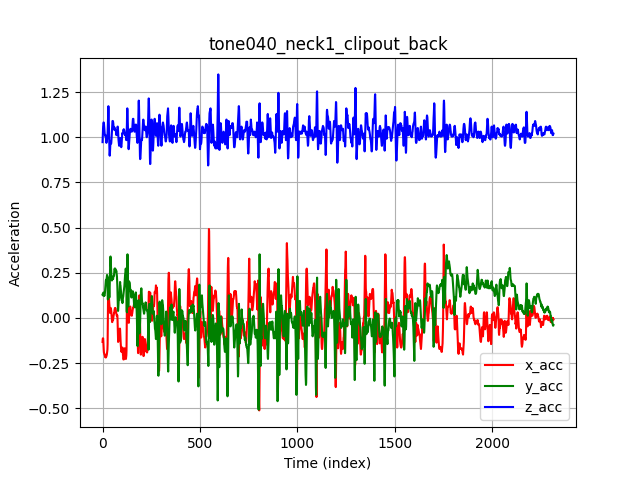 tone040_neck1_clipout_back
Acceleration
1.25
1.00
0.75
0.50
0.25
0.00
−0.25
−0.50
0 500 1000 1500 2000
Time (index)
x_acc
y_acc
z_acc